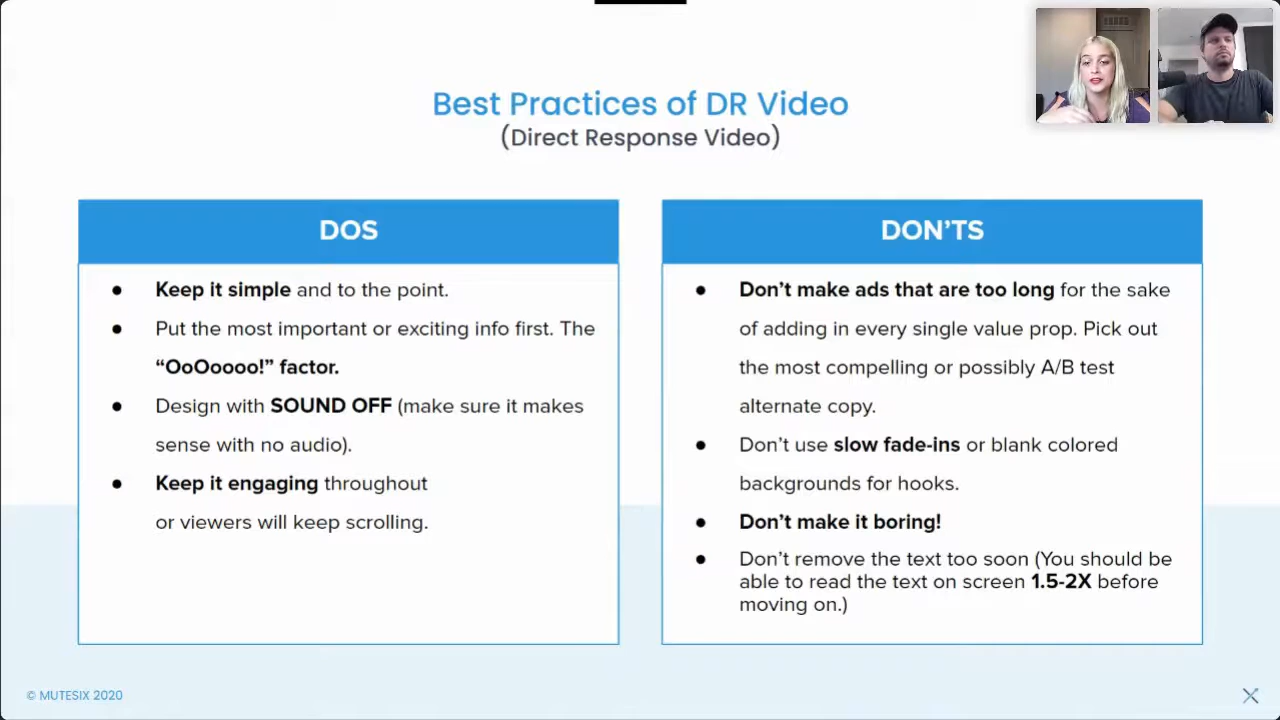 Best Practices of DR Video
(Direct Response Video)
DOS
● Keep it simple and to the point.
● Put the most important or exciting info first. The
“OoOoooo!” factor.
● Design with SOUND OFF (make sure it makes
sense with no audio).
● Keep it engaging throughout
or viewers will keep scrolling.
DON’TS
● Don’t make ads that are too long for the sake
of adding in every single value prop. Pick out
the most compelling or possibly A/B test
alternate copy.
● Don’t use slow fade-ins or blank colored
backgrounds for hooks.
● Don’t make it boring!
● Don’t remove the text too soon (You should be
able to read the text on screen 1.5-2X before
moving on.)
© MUTESIX 2020